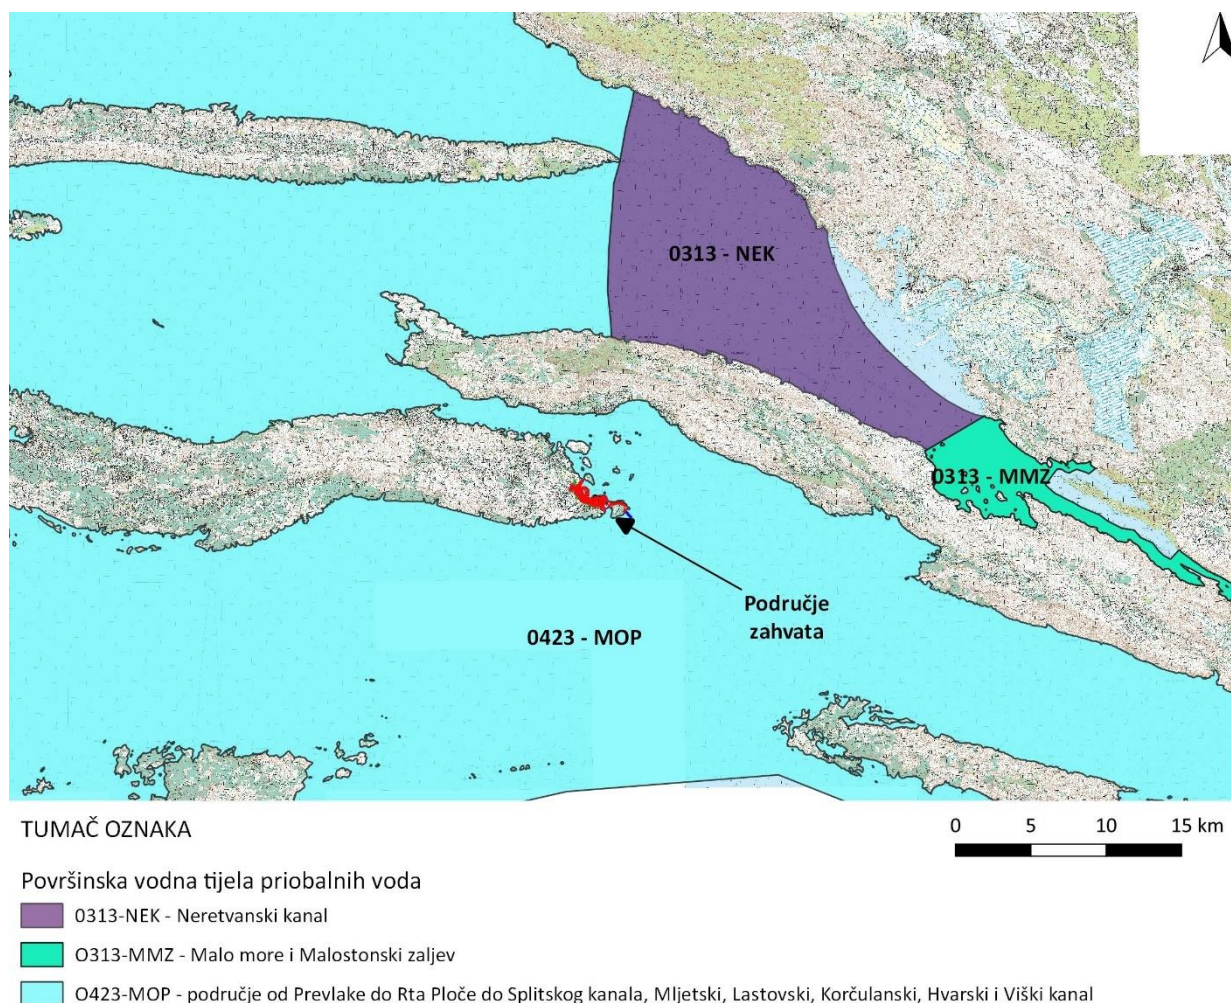 0313 - NEK
0313 - MMZ
Područje
zahvata
0423 - MOP
TUMAČ OZNAKA
0 5 10 15 km
Površinska vodna tijela priobalnih voda
0313-NEK - Neretvanski kanal
O313-MMZ - Malo more i Malostonski zaljev
O423-MOP - područje od Prevlake do Rta Ploče do Splitskog kanala, Mljetski, Lastovski, Korčulanski, Hvarski i Viški kanal